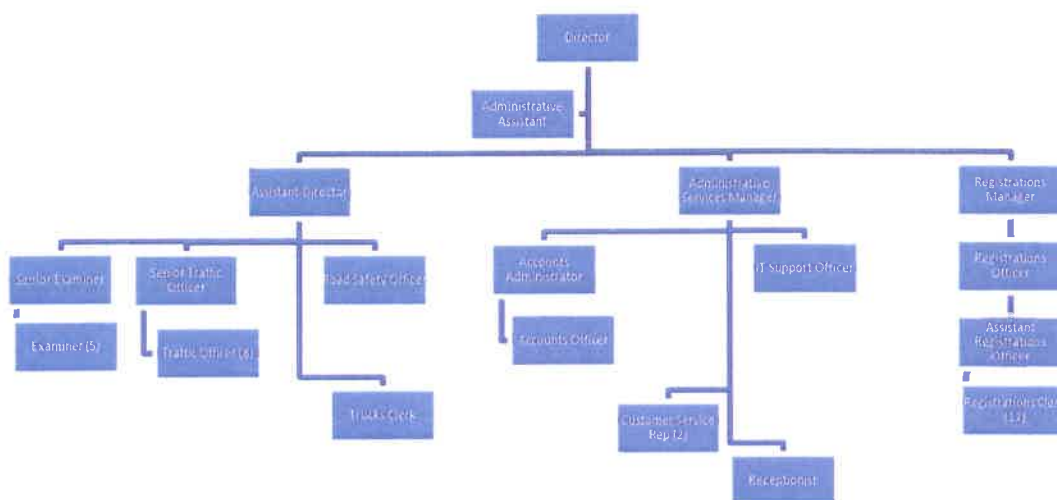 Director
Administrative
Assistant
Assistant Director
Administrative
Services Manager
Registrations
Manager
Senior Examiner
Senior Traffic
Officer
Road Safety Officer
Accounts
Administrator
IT Support Officer
Registrations
Officer
Examiner (5)
Traffic Officer (6)
Accounts Officer
Assistant
Registrations
Officer
Trucks Clerk
Customer Service
Rep (2)
Registrations
Receptionist